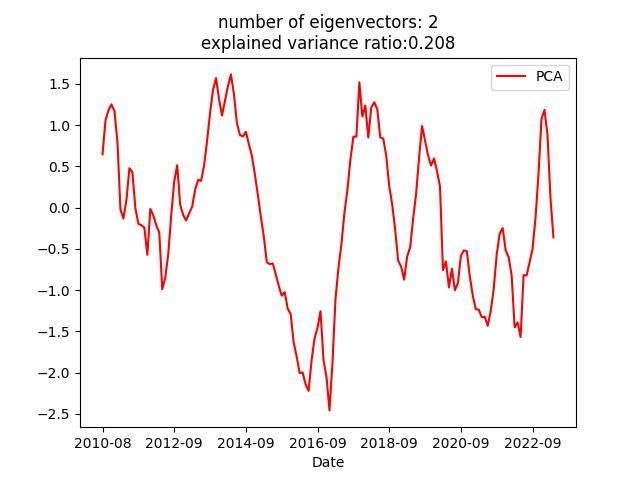 number of eigenvectors: 2
explained variance ratio:0.208
PCA
1.5
1.0
0.5
0.0
−0.5
−1.0
−1.5
−2.0
−2.5
2010-08 2012-09 2014-09 2016-09 2018-09 2020-09 2022-09
Date